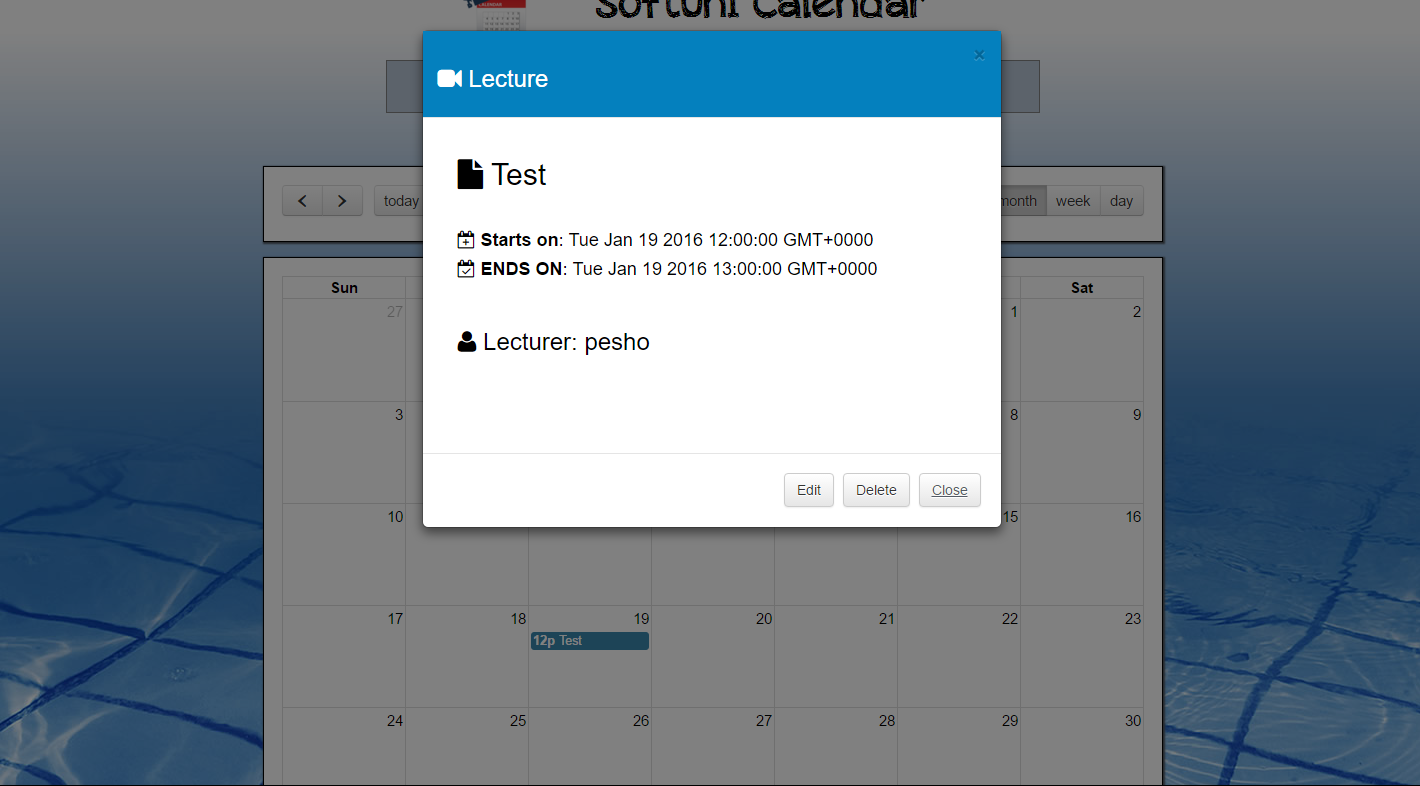 SoftUni Calendar
×
Lecture
Test
Starts on: Tue Jan 19 2016 12:00:00 GMT+0000
ENDS ON: Tue Jan 19 2016 13:00:00 GMT+0000
Lecturer: pesho
Edit Delete Close
today month week day
Sun Sat
27 1 2
3 8 9
10 15 16
17 18 19 20 21 22 23
12p Test
24 25 26 27 28 29 30